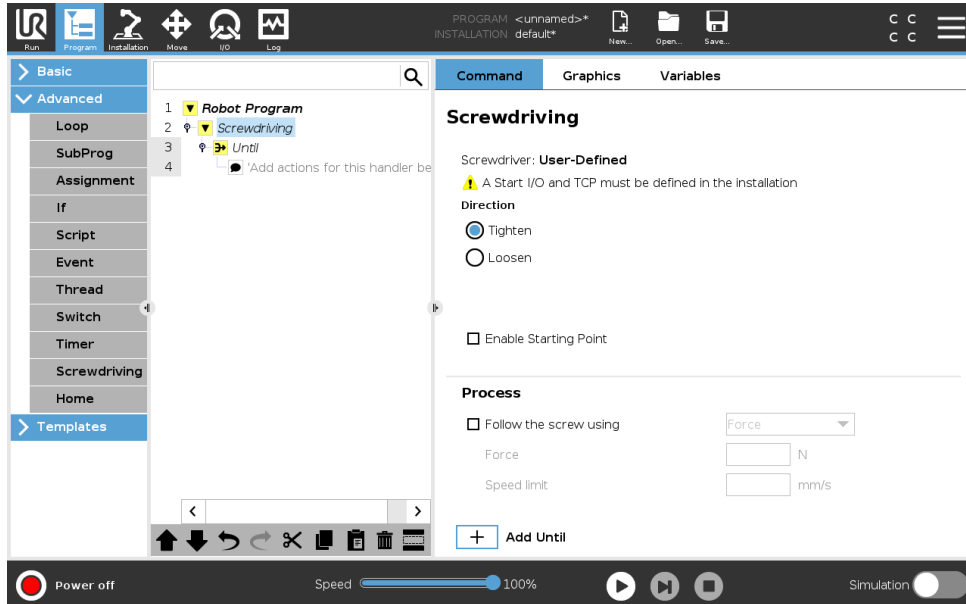 PROGRAM <unnamed>*
INSTALLATION default*
C C
C C
Run
Program
Installation
Move
I/O
Log
New...
Open...
Save...
Basic
Advanced
Loop
SubProg
Assignment
If
Script
Event
Thread
Switch
Timer
Screwdriving
Home
Templates
1 Robot Program
2 Screwdriving
3 Until
4 'Add actions for this handler be
Command
Graphics
Variables
Screwdriving
Screwdriver: User-Defined
A Start I/O and TCP must be defined in the installation
Direction
Tighten
Loosen
Enable Starting Point
Process
Follow the screw using
Force
Force
N
Speed limit
mm/s
+ Add Until
Power off
Speed
100%
Simulation